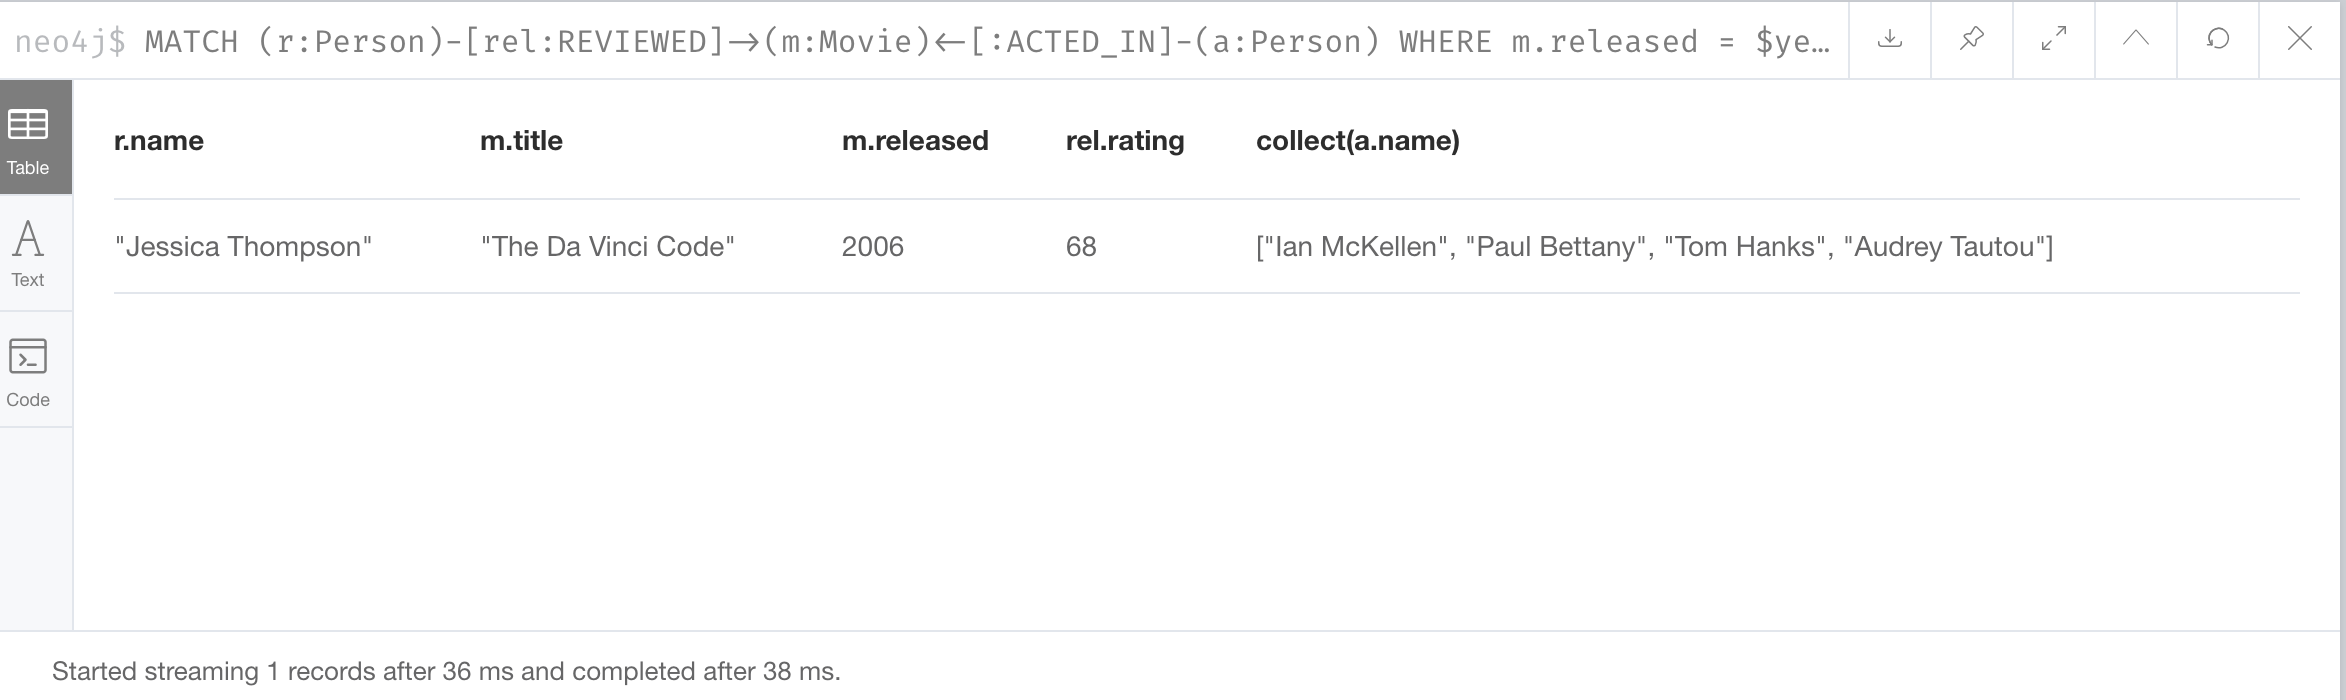 neo4j$ MATCH (r:Person)-[rel:REVIEWED]→(m:Movie)←[:ACTED_IN]-(a:Person) WHERE m.released = $ye…
Table
Text
Code
r.name m.title m.released rel.rating collect(a.name)
"Jessica Thompson" "The Da Vinci Code" 2006 68 ["Ian McKellen", "Paul Bettany", "Tom Hanks", "Audrey Tautou"]
Started streaming 1 records after 36 ms and completed after 38 ms.